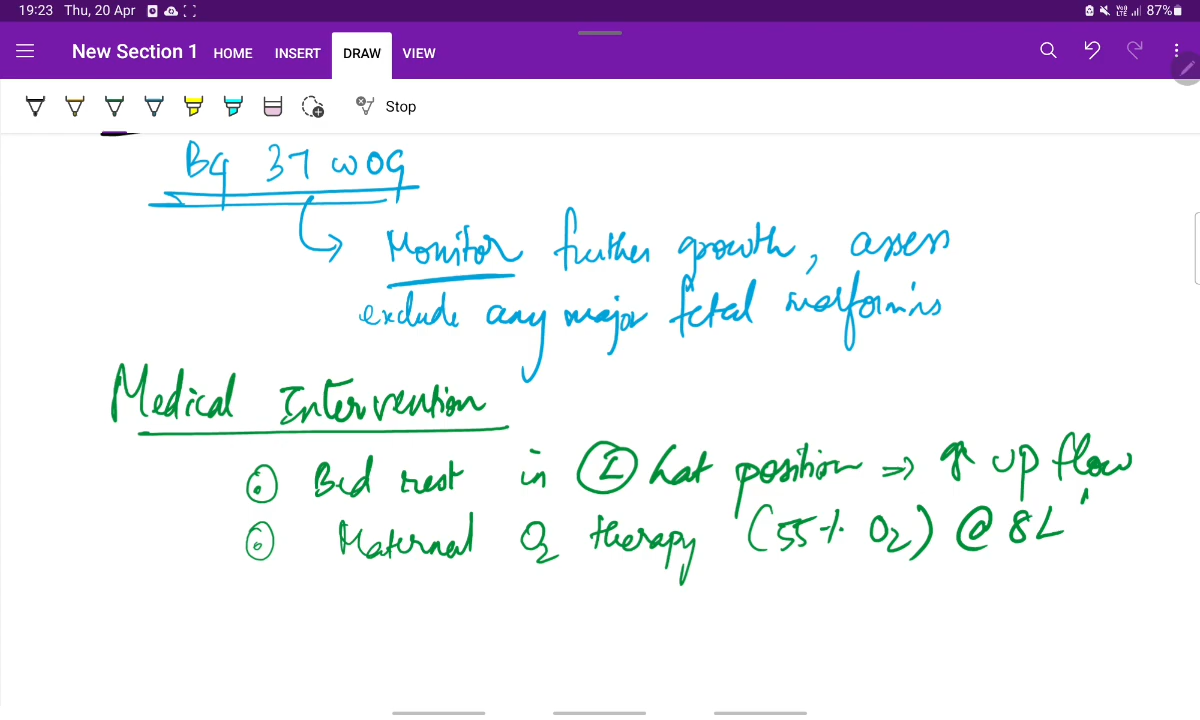 19:23 Thu, 20 Apr VoD LTE 87%
New Section 1 HOME INSERT DRAW VIEW
Stop
B4 37 WOG
Monitor further growth, assess
exclude any major fetal
Medical Intervention
Bed rest in L lat position => ↑ up flow
Maternal O2 therapy (55% O2) @ 8L